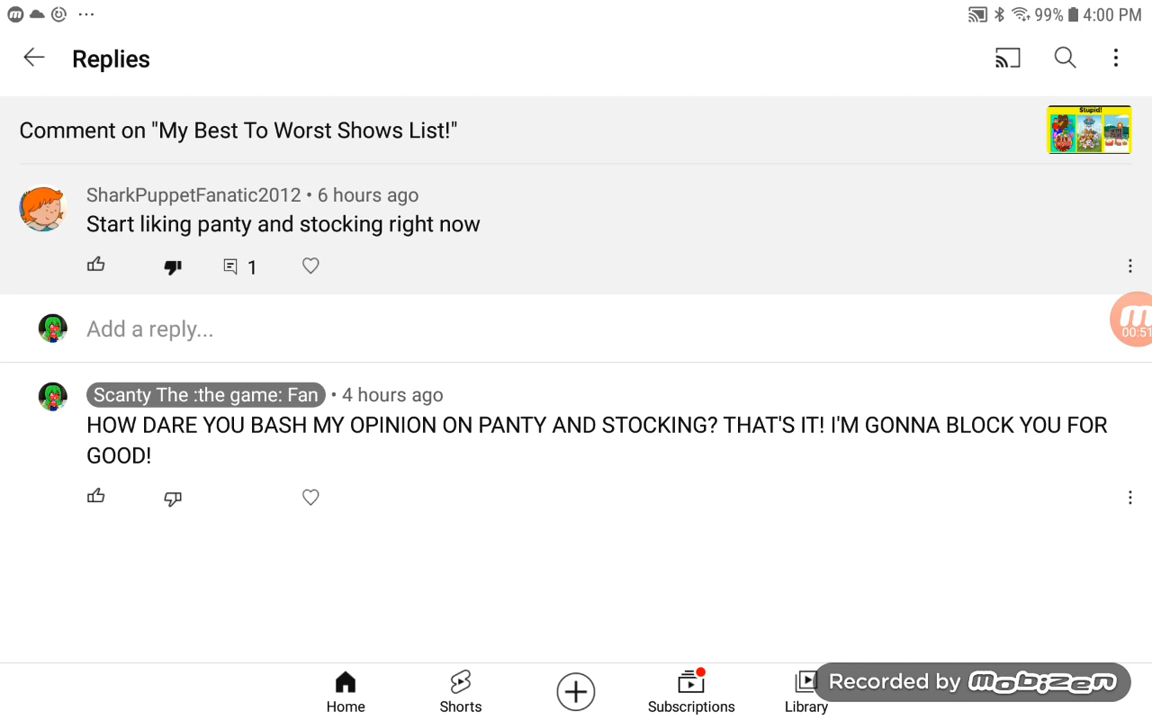 99% 4:00 PM
Replies
Comment on "My Best To Worst Shows List!"
Stupid!
SharkPuppetFanatic2012 • 6 hours ago
Start liking panty and stocking right now
1
Add a reply...
00:51
Scanty The :the game: Fan • 4 hours ago
HOW DARE YOU BASH MY OPINION ON PANTY AND STOCKING? THAT'S IT! I'M GONNA BLOCK YOU FOR
GOOD!
Home Shorts Subscriptions Library
Recorded by mobizen